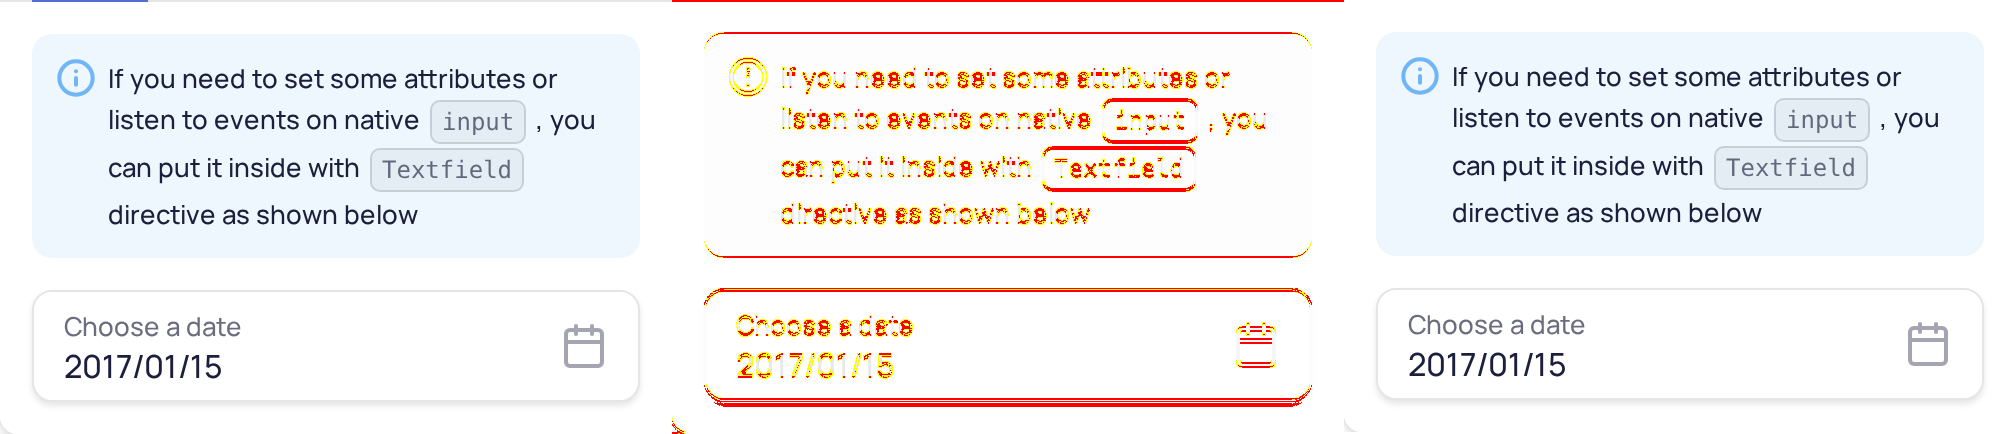 If you need to set some attributes or
listen to events on native input , you
can put it inside with Textfield
directive as shown below
Choose a date
2017/01/15
If you need to set some attributes or
listen to events on native input , you
can put it inside with Textfield
directive as shown below
Choose a date
2017/01/15
If you need to set some attributes or
listen to events on native input , you
can put it inside with Textfield
directive as shown below
Choose a date
2017/01/15